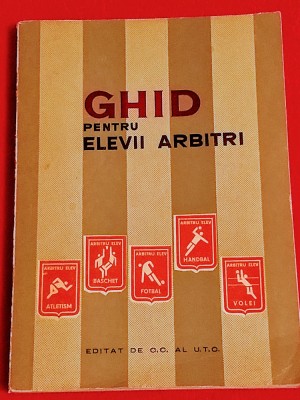 GHID
PENTRU
ELEVII ARBITRI
ARBITRU ELEV
ATLETISM
ARBITRU ELEV
BASCHET
ARBITRU ELEV
FOTBAL
ARBITRU ELEV
HANDBAL
ARBITRU ELEV
VOLEI
EDITAT DE C.C. AL U.T.C.